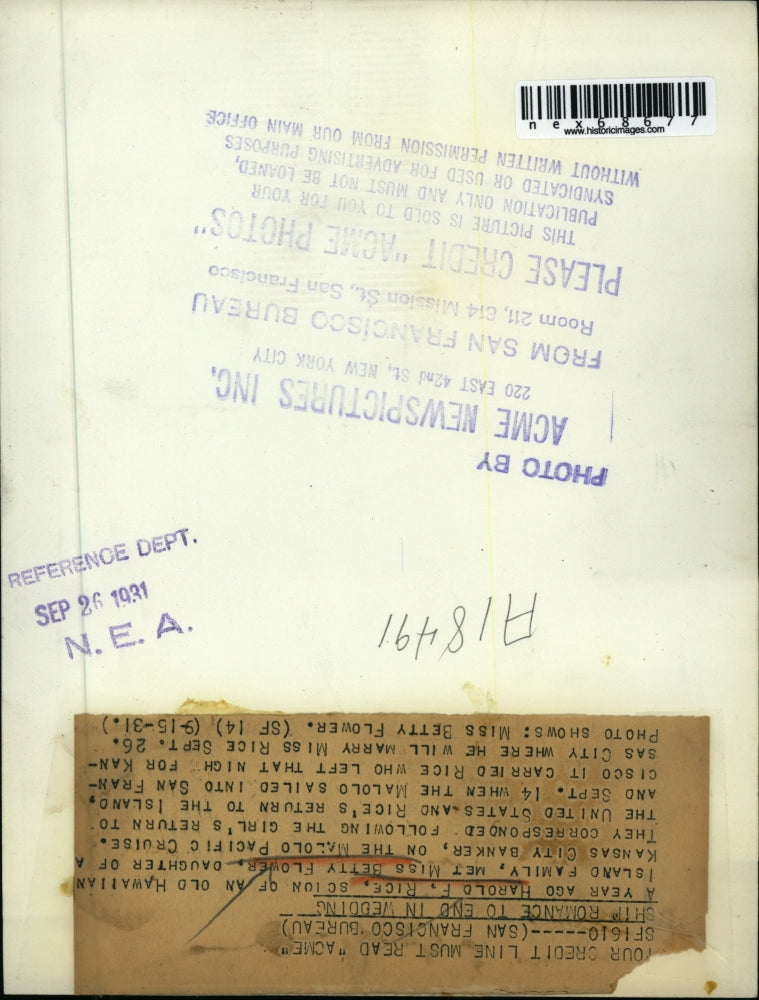 nex68677
www.historicimages.com
PHOTO BY
ACME NEWSPICTURES INC.
220 EAST 42nd St., NEW YORK CITY
FROM SAN FRANCISCO BUREAU
Room 211, 814 Mission St., San Francisco
PLEASE CREDIT "ACME PHOTOS"
THIS PICTURE IS SOLD TO YOU FOR YOUR
PUBLICATION ONLY AND MUST NOT BE LOANED,
SYNDICATED OR USED FOR ADVERTISING PURPOSES
WITHOUT WRITTEN PERMISSION FROM OUR MAIN OFFICE
REFERENCE DEPT.
SEP 26 1931
N. E. A.
A18491
YOUR CREDIT LINE MUST READ "ACME"
SF1610------(SAN FRANCISCO BUREAU)
SHIP ROMANCE TO END IN WEDDING
A YEAR AGO HAROLD F. RICE, SCION OF AN OLD HAWAIIAN
ISLAND FAMILY, MET MISS BETTY FLOWER, DAUGHTER OF A
KANSAS CITY BANKER, ON THE MALOLO PACIFIC CRUISE.
THEY CORRESPONDED FOLLOWING THE GIRL'S RETURN TO
THE UNITED STATES AND RICE'S RETURN TO THE ISLAND,
AND SEPT. 14 WHEN THE MALOLO SAILED INTO SAN FRAN-
CISCO IT CARRIED RICE WHO LEFT THAT NIGH FOR KAN-
SAS CITY WHERE HE WILL MARRY MISS RICE SEPT. 26.
PHOTO SHOWS: MISS BETTY FLOWER. (SF 14) (9-15-31.)